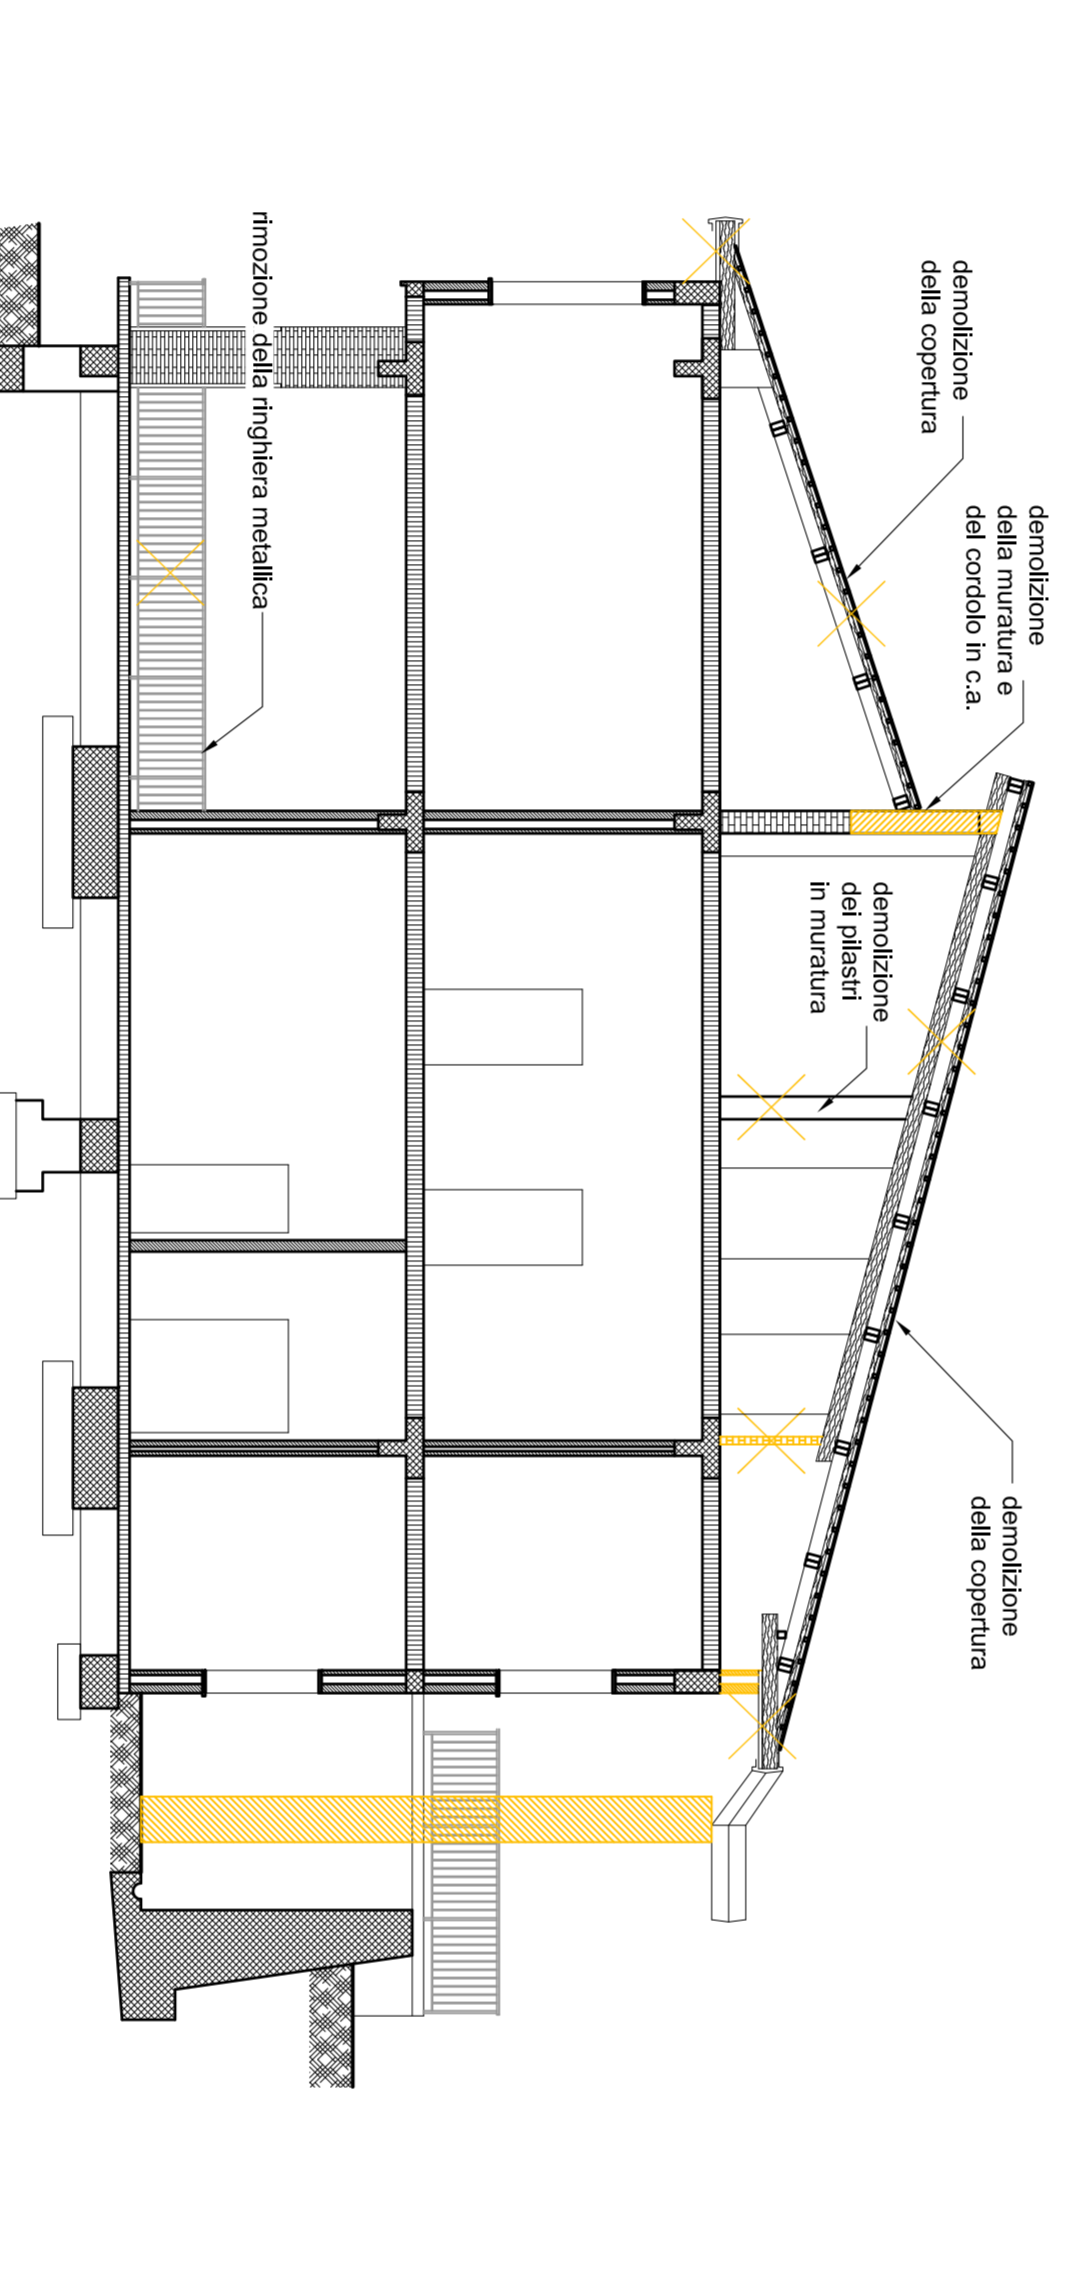 demolizione
della copertura
demolizione
della muratura e
del cordolo in c.a.
rimozione della ringhiera metallica
demolizione
dei pilastri
in muratura
demolizione
della copertura